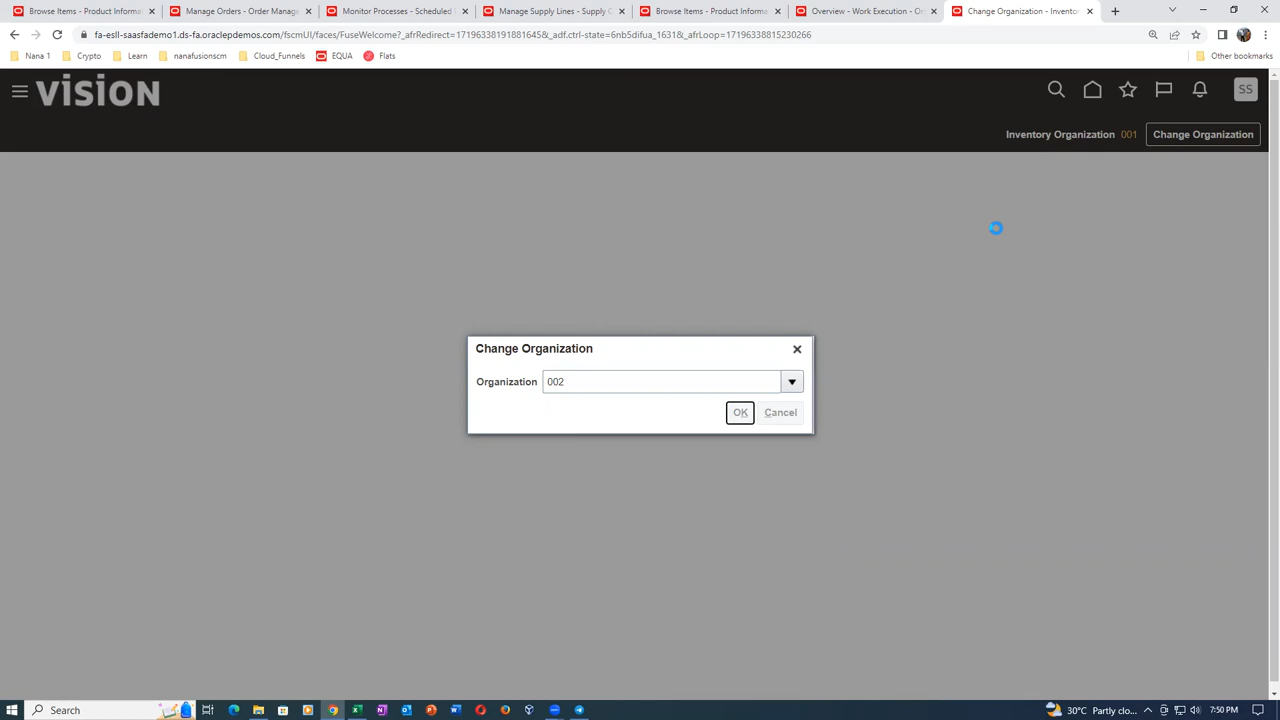 Browse Items - Product Informa
Manage Orders - Order Manage
Monitor Processes - Scheduled
Manage Supply Lines - Supply C
Browse Items - Product Informa
Overview - Work Execution - Or
Change Organization - Invento
fa-esll-saasfademo1.ds-fa.oraclepdemos.com/fscmUI/faces/FuseWelcome?_afrRedirect=1719633819188164​5&_adf.ctrl-state=6nb5difua_1631&_afrLoop=17196338815230266
Nana 1
Crypto
Learn
nanafusionscm
Cloud_Funnels
EQUA
Flats
Other bookmarks
VISION
SS
Inventory Organization 001 Change Organization
Change Organization
Organization 002
OK Cancel
Search
30°C Partly clo...
7:50 PM